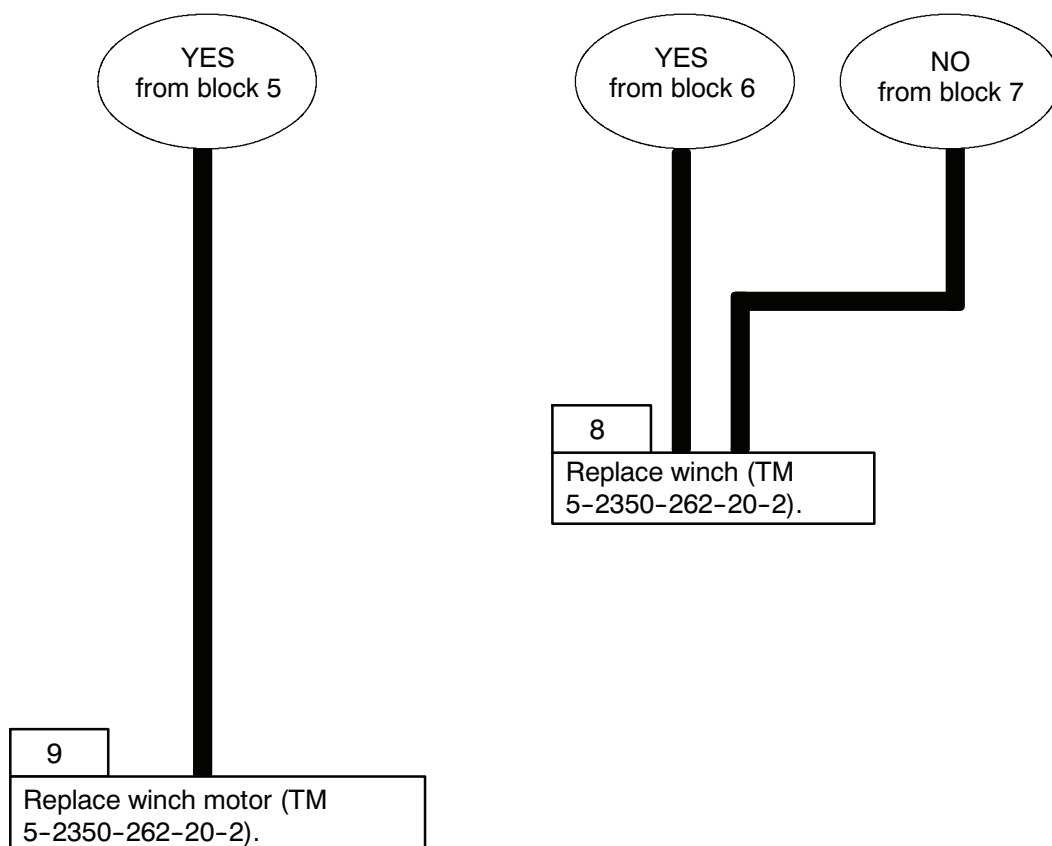 YES
from block 5
YES
from block 6
NO
from block 7
8
Replace winch (TM
5-2350-262-20-2).
9
Replace winch motor (TM
5-2350-262-20-2).